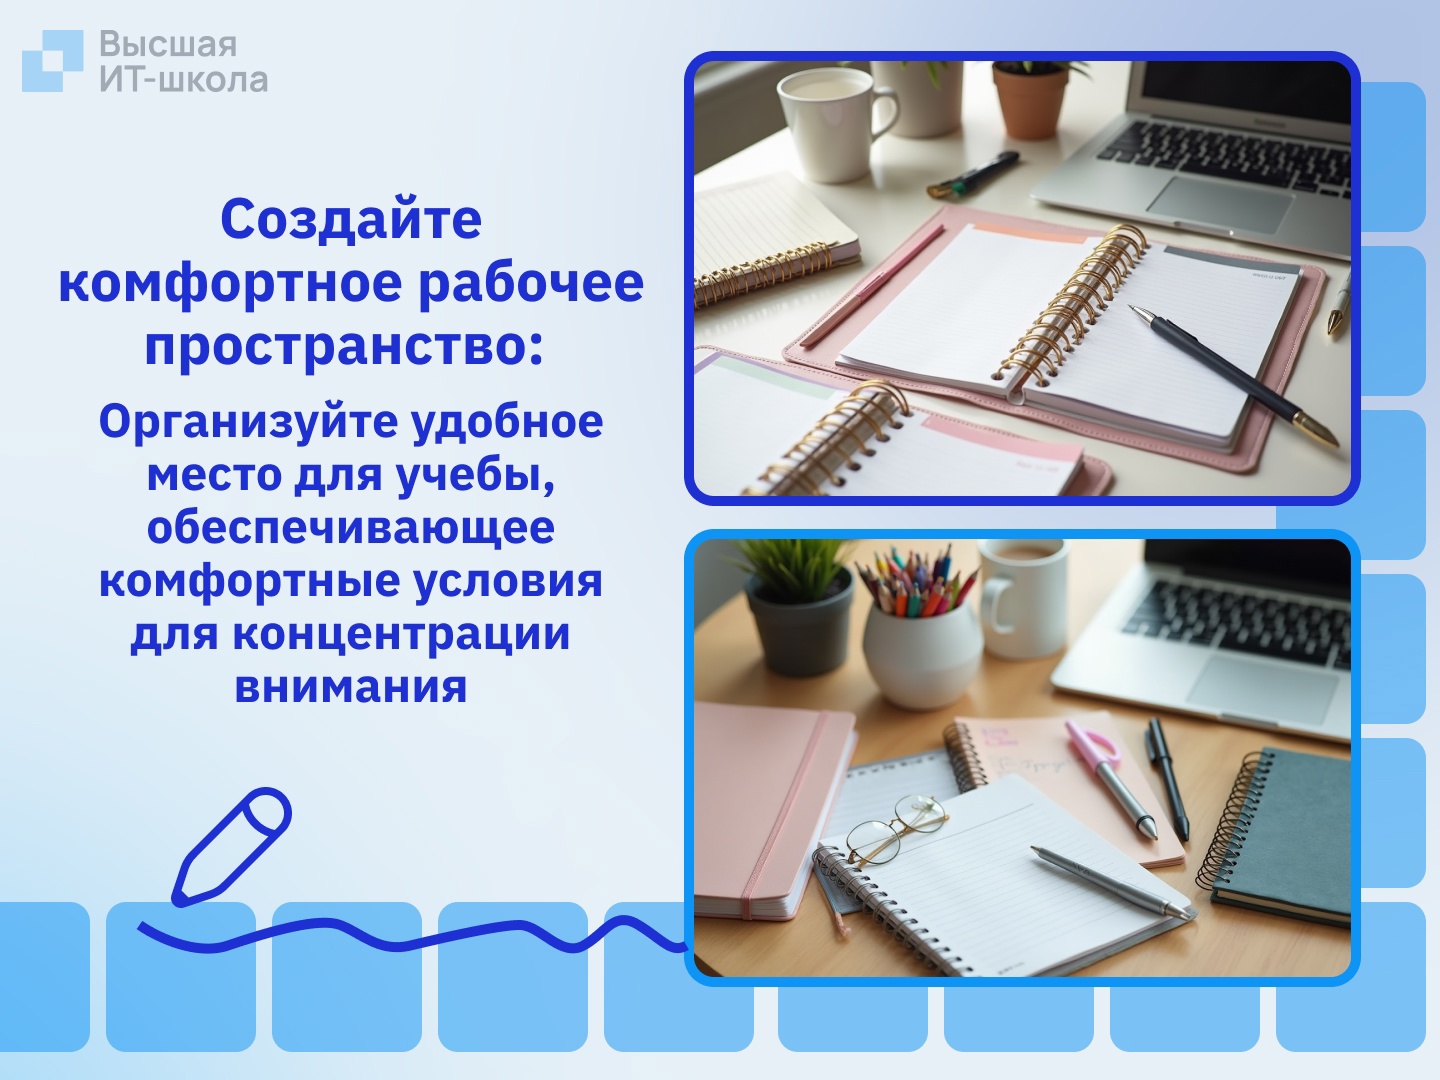 Высшая
ИТ-школа
Создайте
комфортное рабочее
пространство:
Организуйте удобное
место для учебы,
обеспечивающее
комфортные условия
для концентрации
внимания